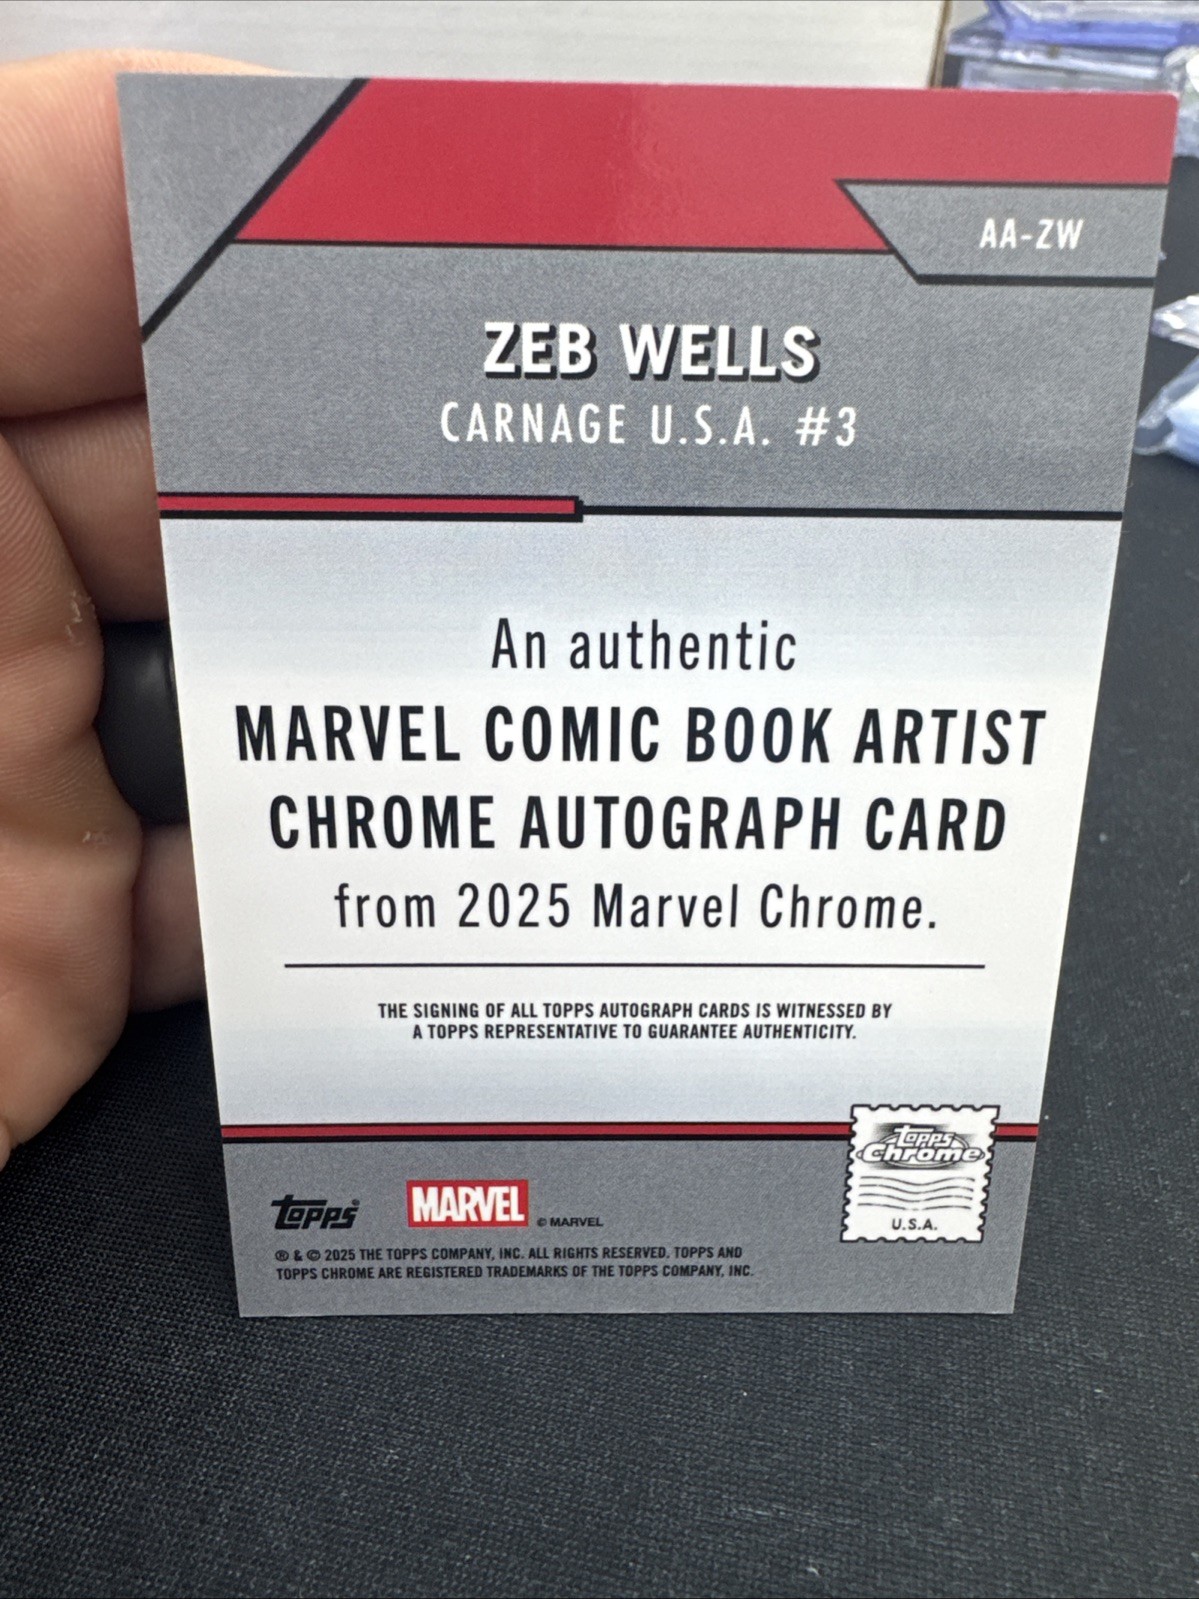 AA-ZW
ZEB WELLS
CARNAGE U.S.A. #3
An authentic
MARVEL COMIC BOOK ARTIST
CHROME AUTOGRAPH CARD
from 2025 Marvel Chrome.
THE SIGNING OF ALL TOPPS AUTOGRAPH CARDS IS WITNESSED BY
A TOPPS REPRESENTATIVE TO GUARANTEE AUTHENTICITY.
topps Chrome
U.S.A.
topps®
MARVEL
© MARVEL
® & © 2025 THE TOPPS COMPANY, INC. ALL RIGHTS RESERVED. TOPPS AND
TOPPS CHROME ARE REGISTERED TRADEMARKS OF THE TOPPS COMPANY, INC.